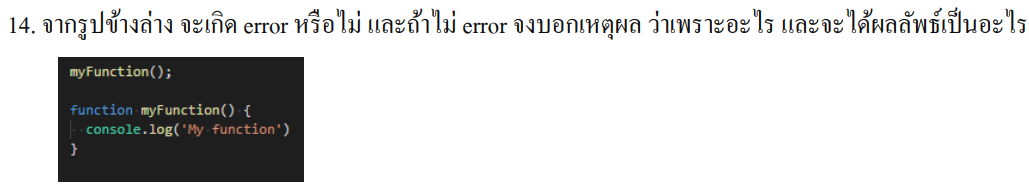 14. จากรูปข้างล่าง จะเกิด error หรือไม่ และถ้าไม่ error จงบอกเหตุผล ว่าเพราะอะไร และจะได้ผลลัพธ์เป็นอะไร
myFunction();
function myFunction() {
console.log('My function')
}